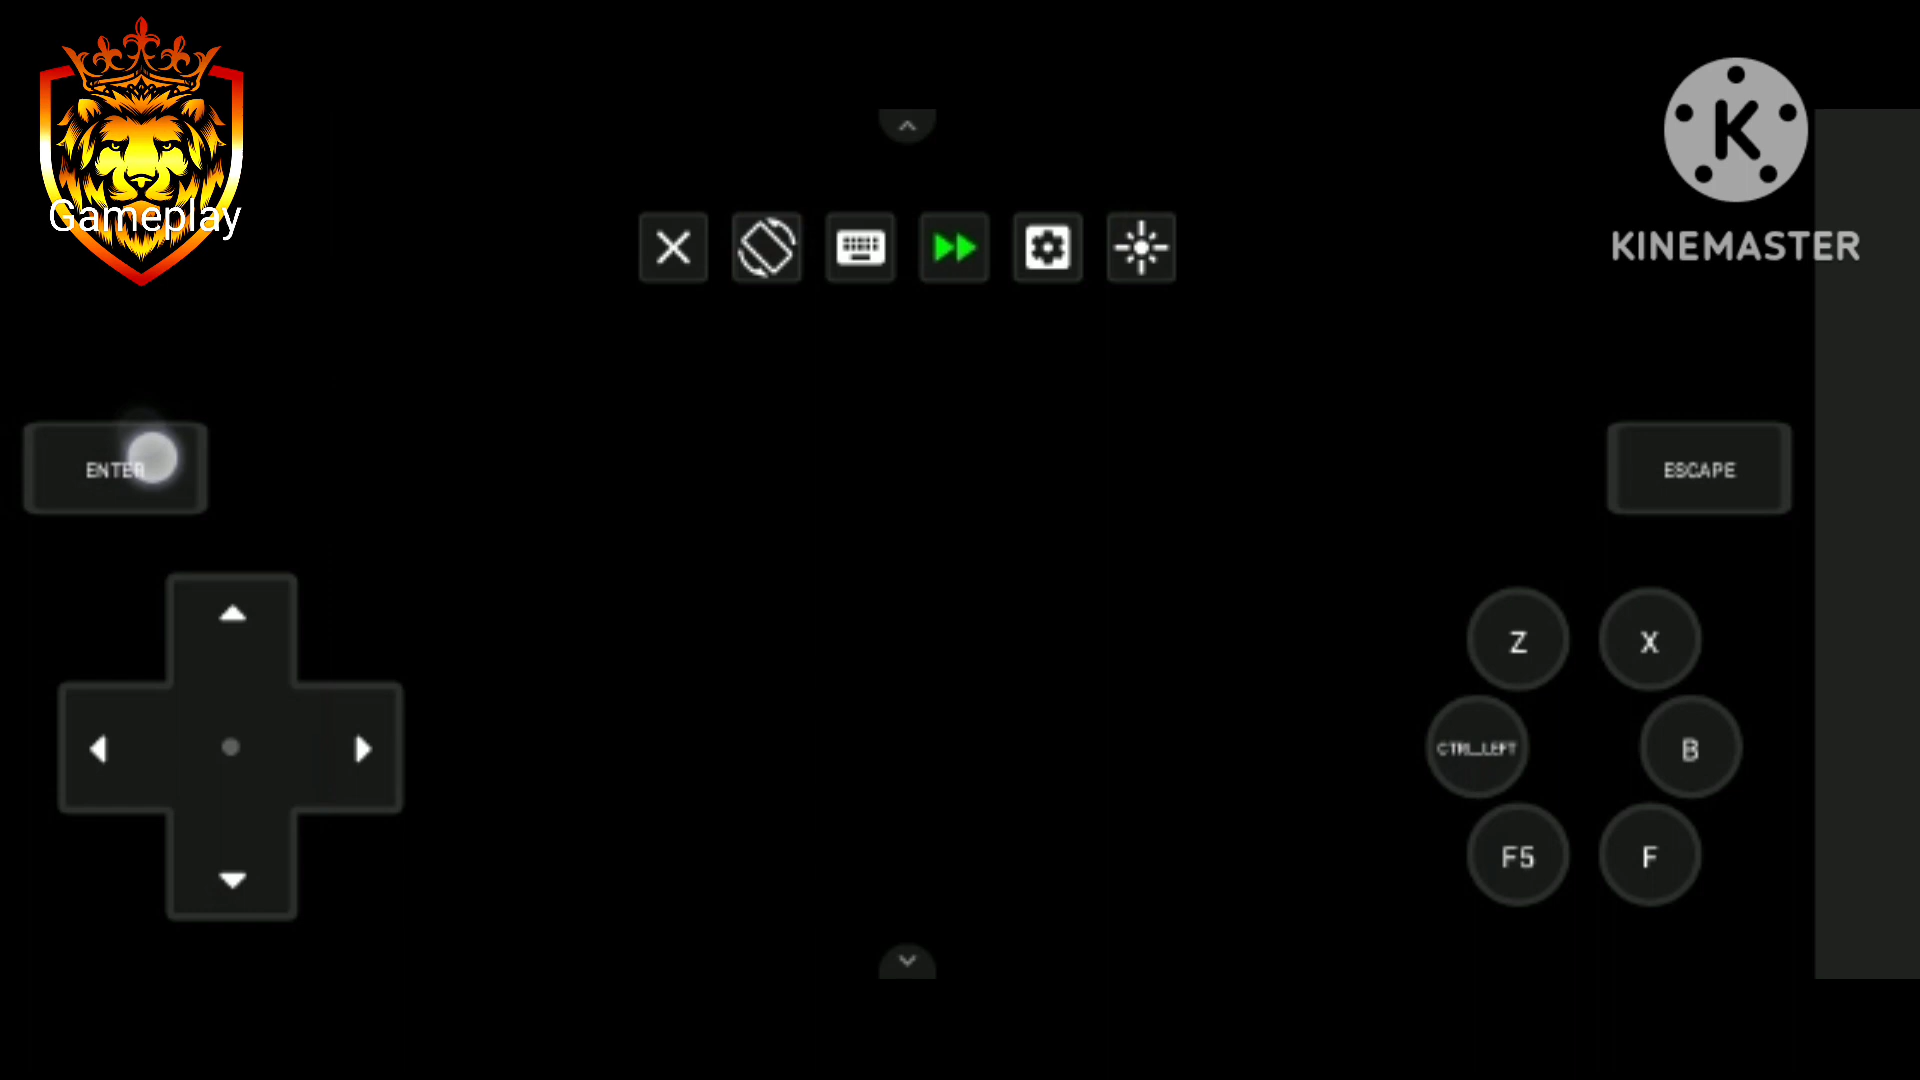 Gameplay
K
KINEMASTER
ENTER
ESCAPE
Z
X
CTRL_LEFT
B
F5
F